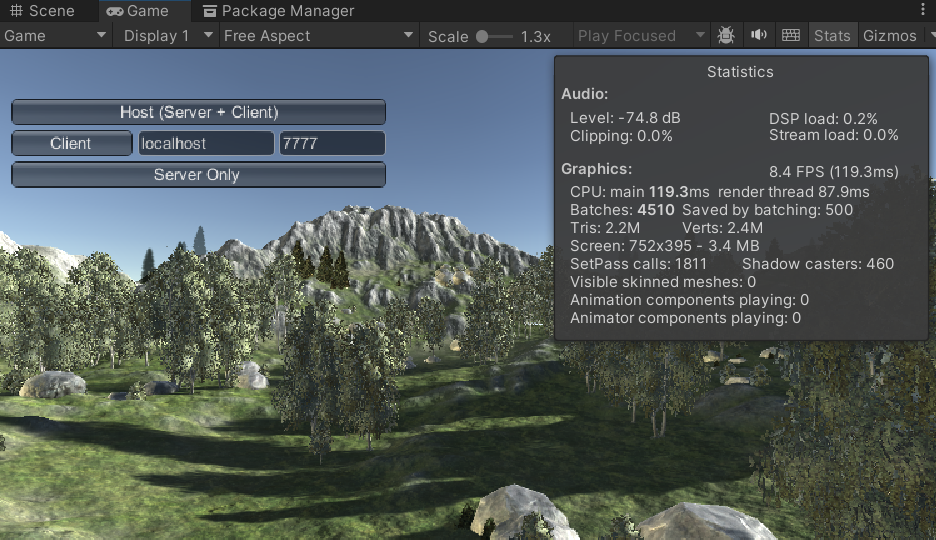 Scene Game Package Manager
Game Display 1 Free Aspect Scale 1.3x Play Focused Stats Gizmos
Host (Server + Client)
Client localhost 7777
Server Only
Statistics
Audio:
Level: -74.8 dB DSP load: 0.2%
Clipping: 0.0% Stream load: 0.0%
Graphics: 8.4 FPS (119.3ms)
CPU: main 119.3ms render thread 87.9ms
Batches: 4510 Saved by batching: 500
Tris: 2.2M Verts: 2.4M
Screen: 752x395 - 3.4 MB
SetPass calls: 1811 Shadow casters: 460
Visible skinned meshes: 0
Animation components playing: 0
Animator components playing: 0